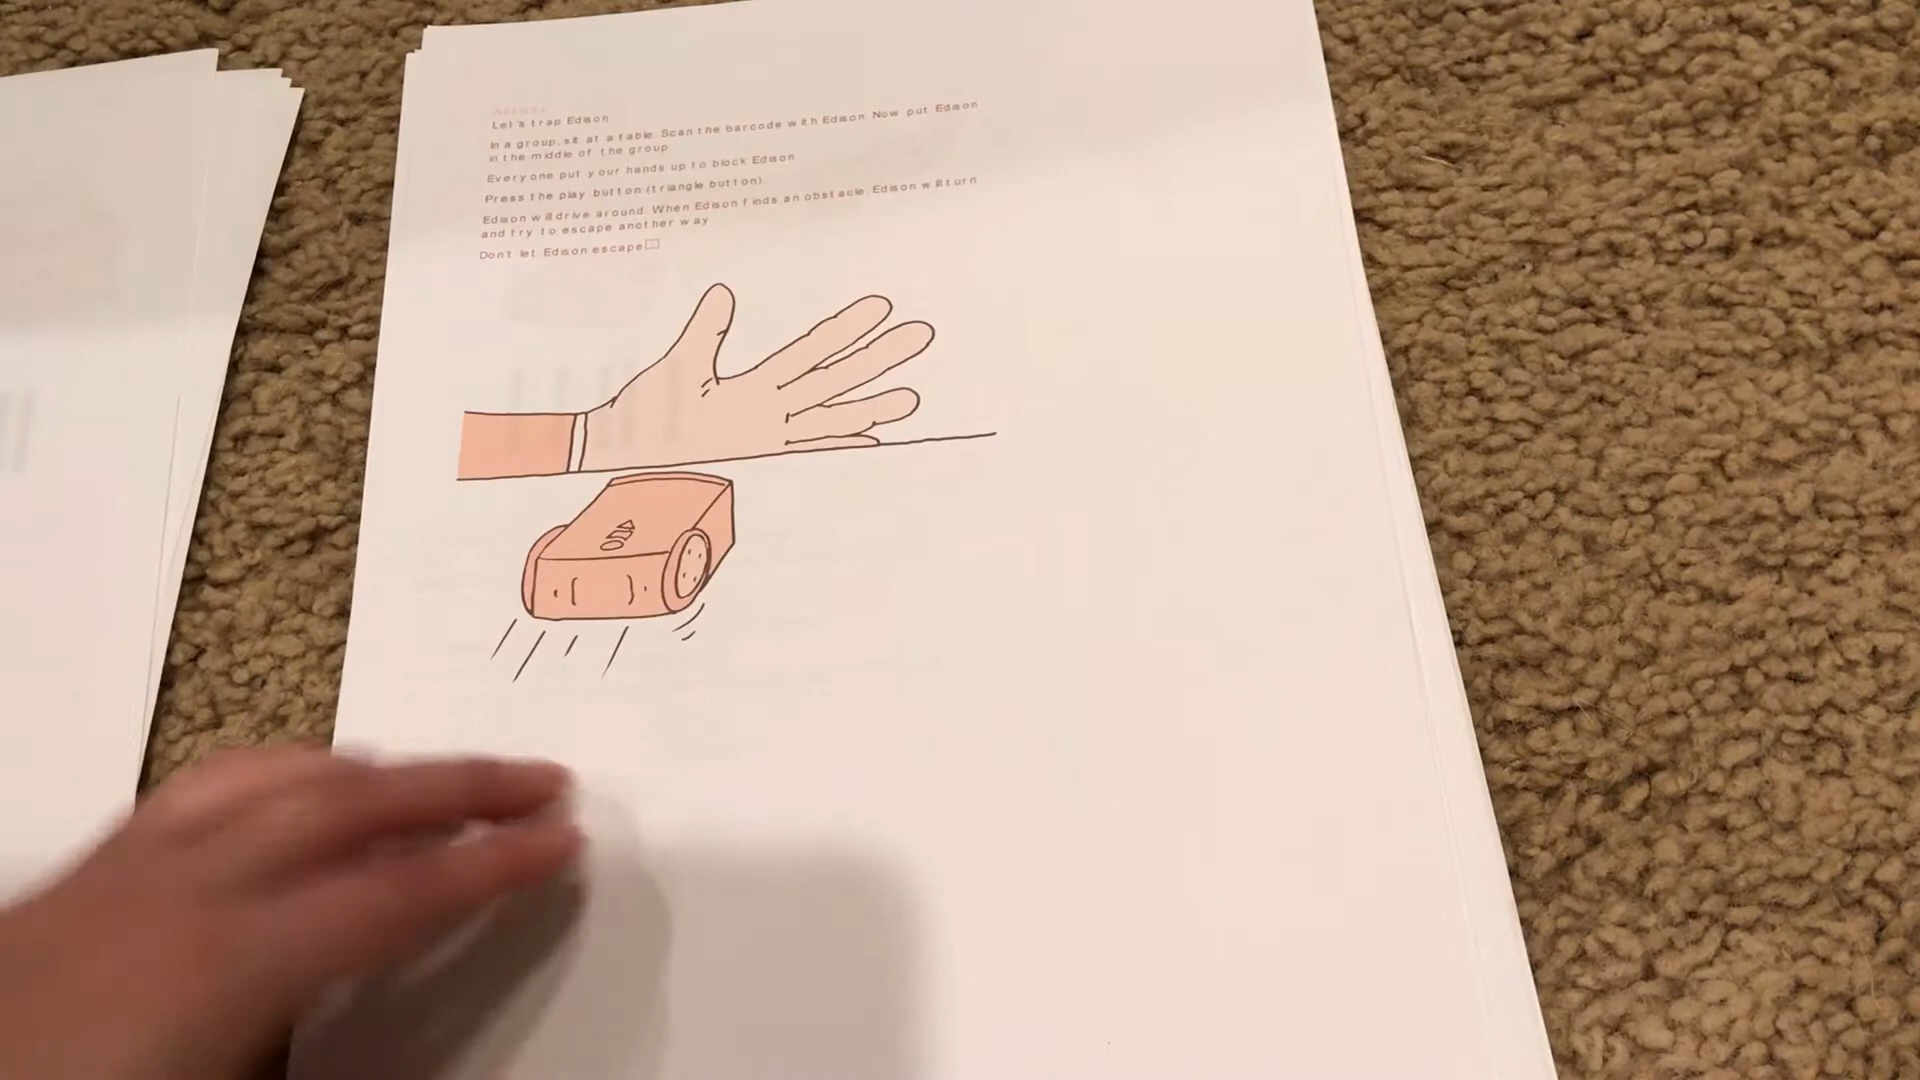 Let's trap Edison
In a group, sit at a table. Scan the barcode with Edison. Now put Edison
in the middle of the group
Everyone put your hands up to block Edison
Press the play button (triangle button).
Edison will drive around. When Edison finds an obstacle, Edison will turn
and try to escape another way.
Don't let Edison escape